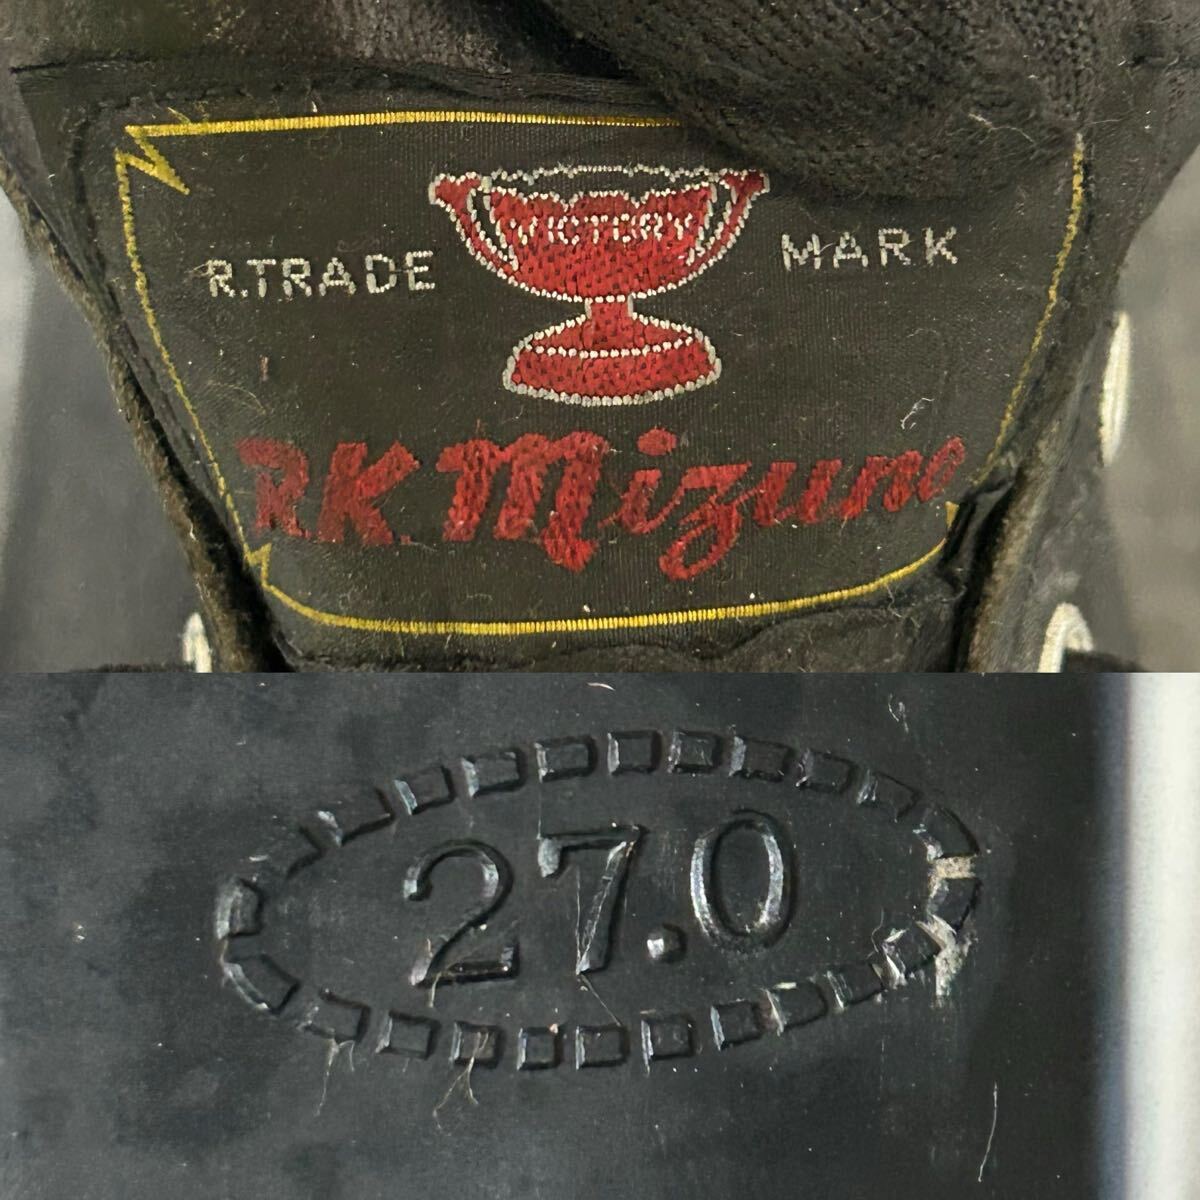 VICTORY
R.TRADE MARK
R.K. Mizuno
27.0